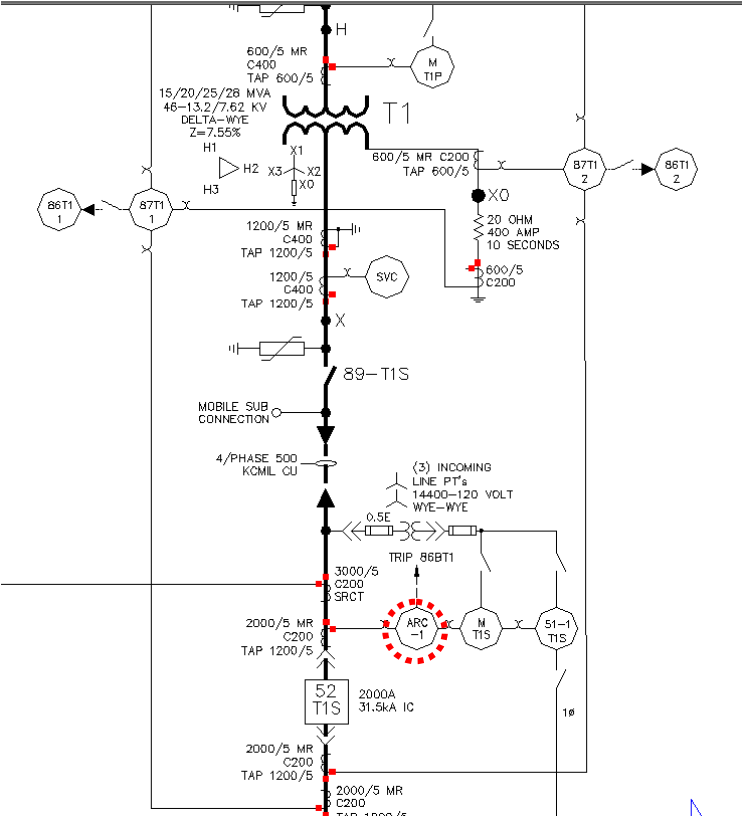 H
600/5 MR
C400
TAP 600/5
M
T1P
15/20/25/28 MVA
46-13.2/7.62 KV
DELTA-WYE
Z=7.55%
T1
H1
H2
H3
X1
X3
X2
X0
600/5 MR C200
TAP 600/5
87T1
2
86T1
2
86T1
1
87T1
1
X0
20 OHM
400 AMP
10 SECONDS
1200/5 MR
C400
TAP 1200/5
1200/5
C400
TAP 1200/5
SVC
600/5
C200
X
89-T1S
MOBILE SUB
CONNECTION
4/PHASE 500
KCMIL CU
(3) INCOMING
LINE PT's
14400-120 VOLT
WYE-WYE
0.5E
TRIP 86BT1
3000/5
C200
SRCT
2000/5 MR
C200
TAP 1200/5
ARC
-1
M
T1S
51-1
T1S
52
T1S
2000A
31.5kA IC
1ø
2000/5 MR
C200
TAP 1200/5
2000/5 MR
C200
TAP 1200/5